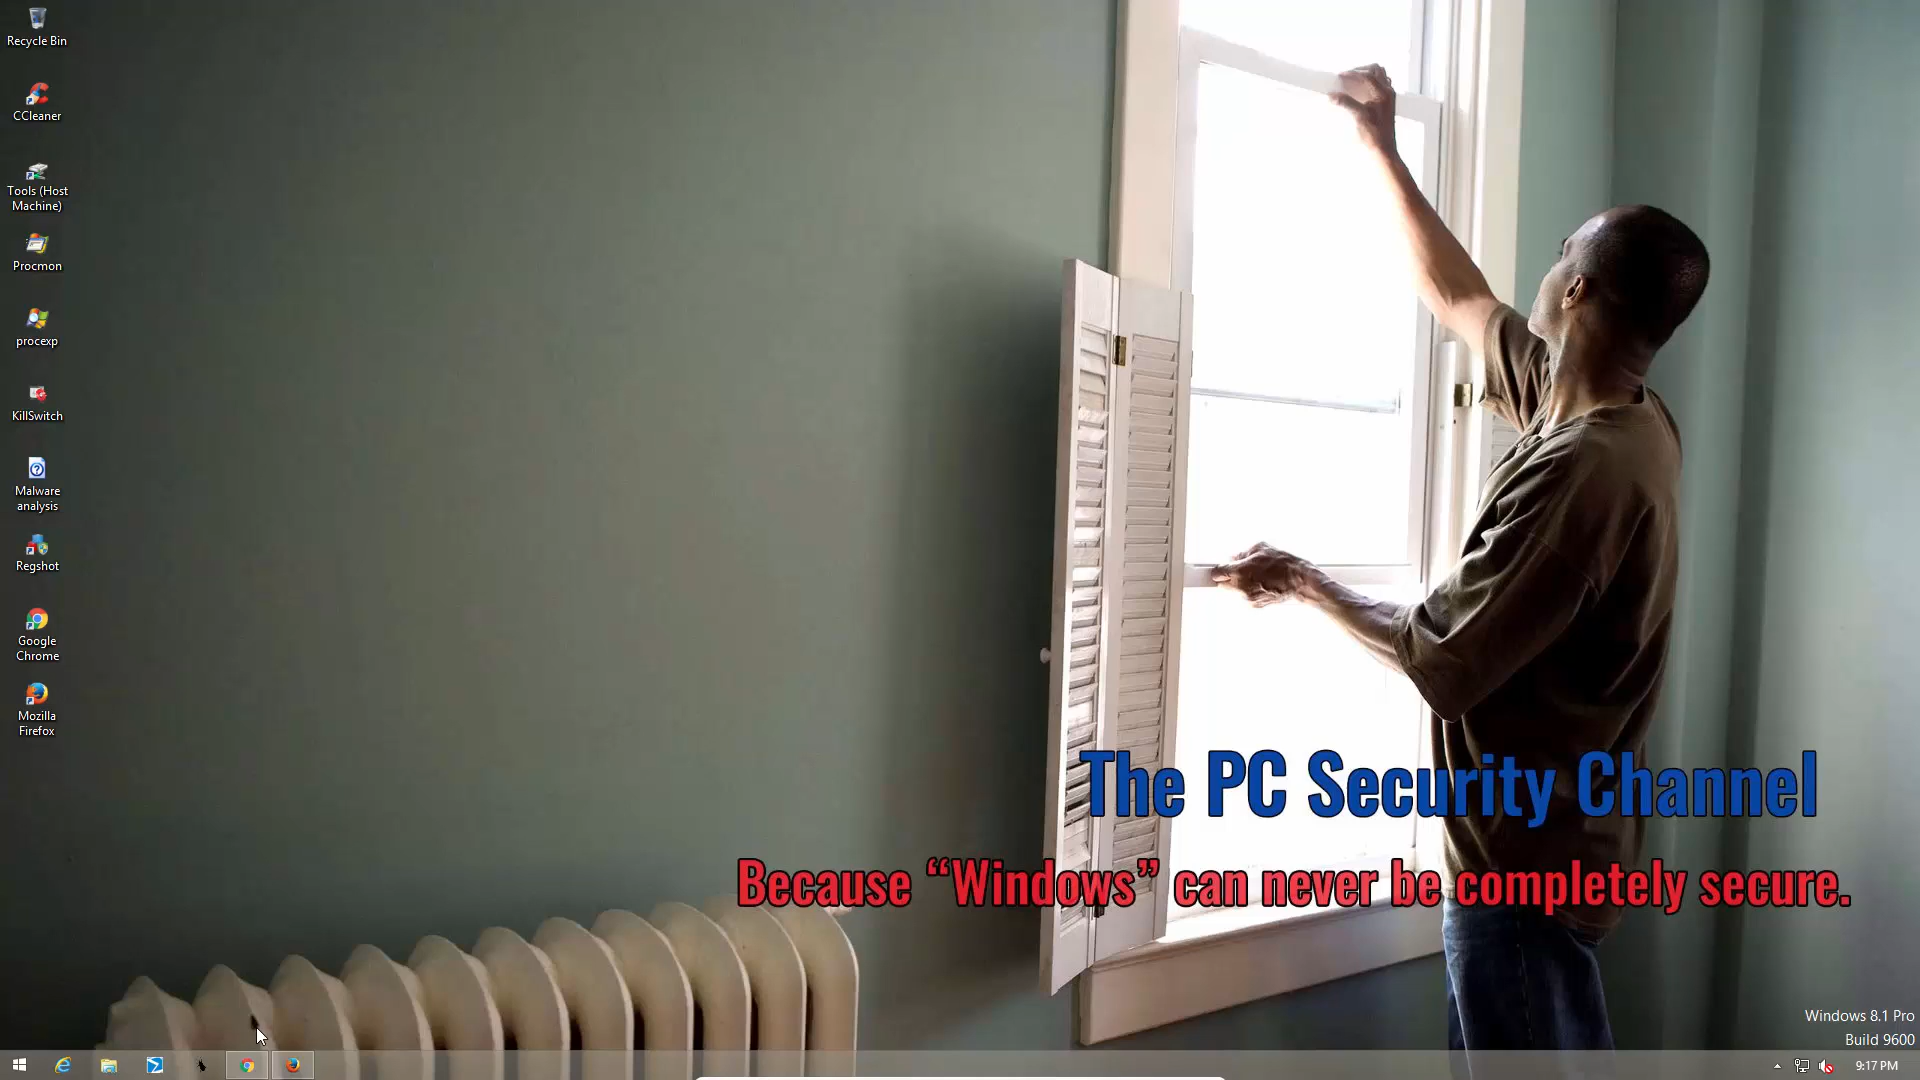 Recycle Bin
CCleaner
Tools (Host
Machine)
Procmon
procexp
KillSwitch
Malware
analysis
Regshot
Google
Chrome
Mozilla
Firefox
The PC Security Channel
Because “Windows” can never be completely secure.
Windows 8.1 Pro
Build 9600
9:17 PM